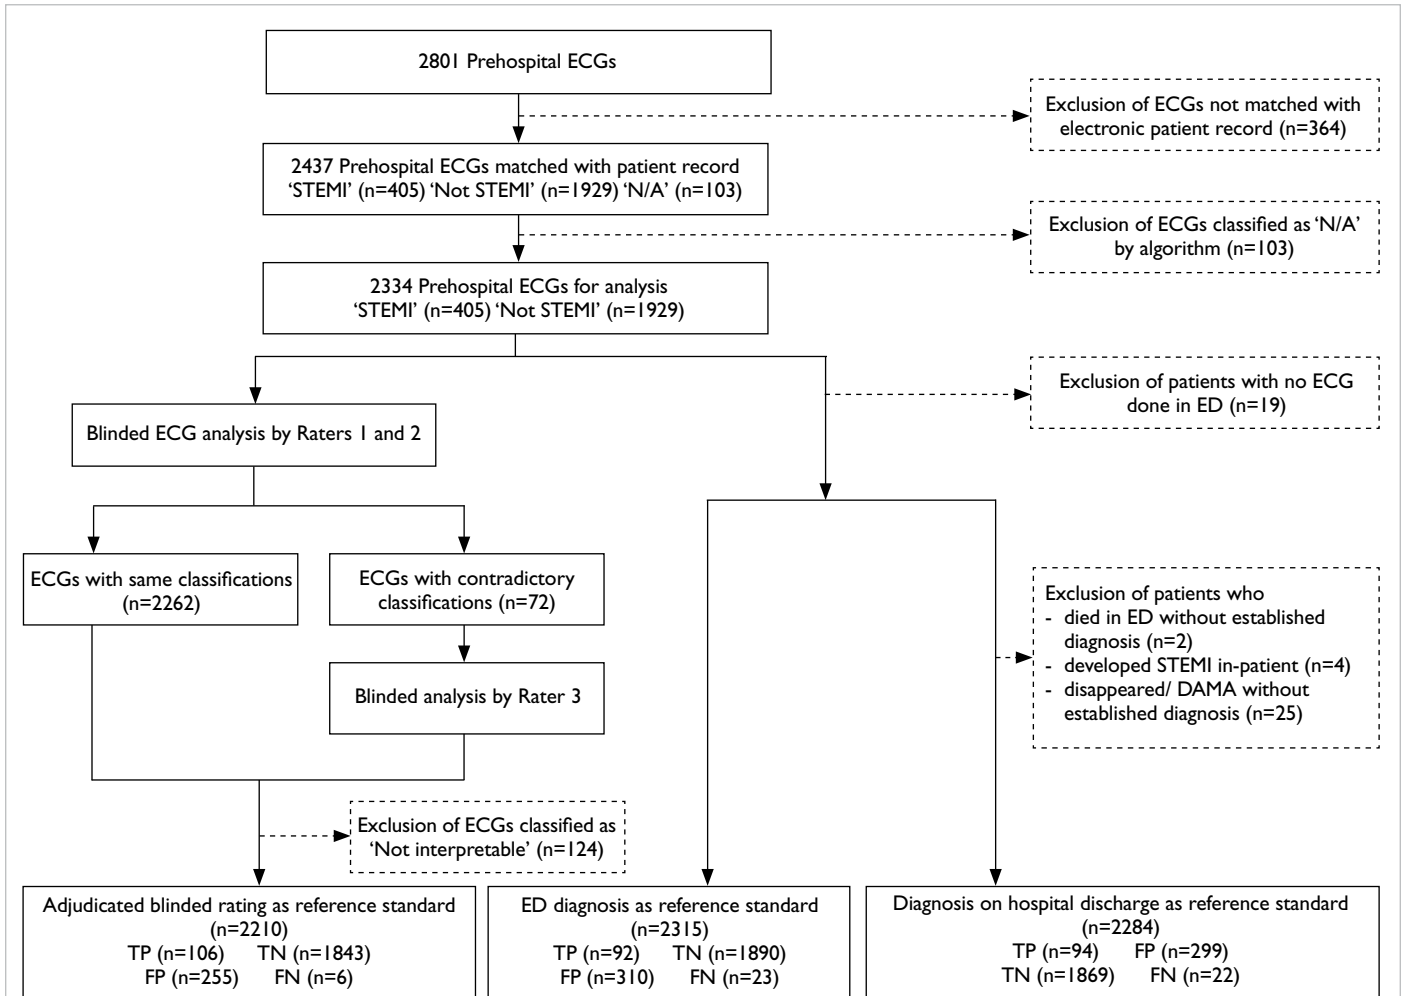 2801 Prehospital ECGs
Exclusion of ECGs not matched with
electronic patient record (n=364)
2437 Prehospital ECGs matched with patient record
‘STEMI’ (n=405) ‘Not STEMI’ (n=1929) ‘N/A’ (n=103)
Exclusion of ECGs classified as ‘N/A’
by algorithm (n=103)
2334 Prehospital ECGs for analysis
‘STEMI’ (n=405) ‘Not STEMI’ (n=1929)
Exclusion of patients with no ECG
done in ED (n=19)
Blinded ECG analysis by Raters 1 and 2
ECGs with same classifications
(n=2262)
ECGs with contradictory
classifications (n=72)
Exclusion of patients who
- died in ED without established
diagnosis (n=2)
- developed STEMI in-patient (n=4)
- disappeared/ DAMA without
established diagnosis (n=25)
Blinded analysis by Rater 3
Exclusion of ECGs classified as
‘Not interpretable’ (n=124)
Adjudicated blinded rating as reference standard
(n=2210)
TP (n=106) TN (n=1843)
FP (n=255) FN (n=6)
ED diagnosis as reference standard
(n=2315)
TP (n=92) TN (n=1890)
FP (n=310) FN (n=23)
Diagnosis on hospital discharge as reference standard
(n=2284)
TP (n=94) FP (n=299)
TN (n=1869) FN (n=22)